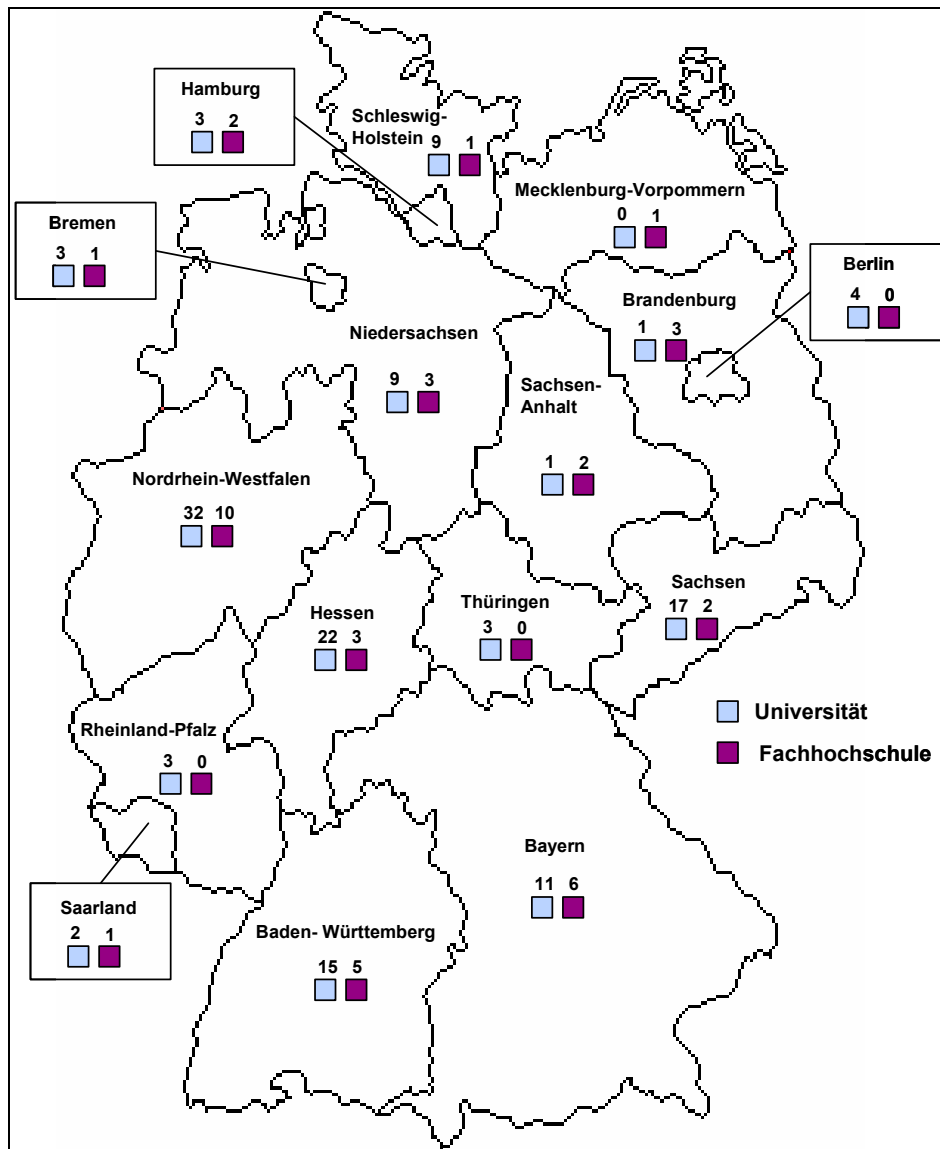 Hamburg
3 2
Schleswig-
Holstein
9 1
Mecklenburg-Vorpommern
0 1
Bremen
3 1
Berlin
4 0
Brandenburg
1 3
Niedersachsen
9 3
Sachsen-
Anhalt
1 2
Nordrhein-Westfalen
32 10
Sachsen
17 2
Thüringen
3 0
Hessen
22 3
Universität
Fachhochschule
Rheinland-Pfalz
3 0
Bayern
11 6
Saarland
2 1
Baden- Württemberg
15 5